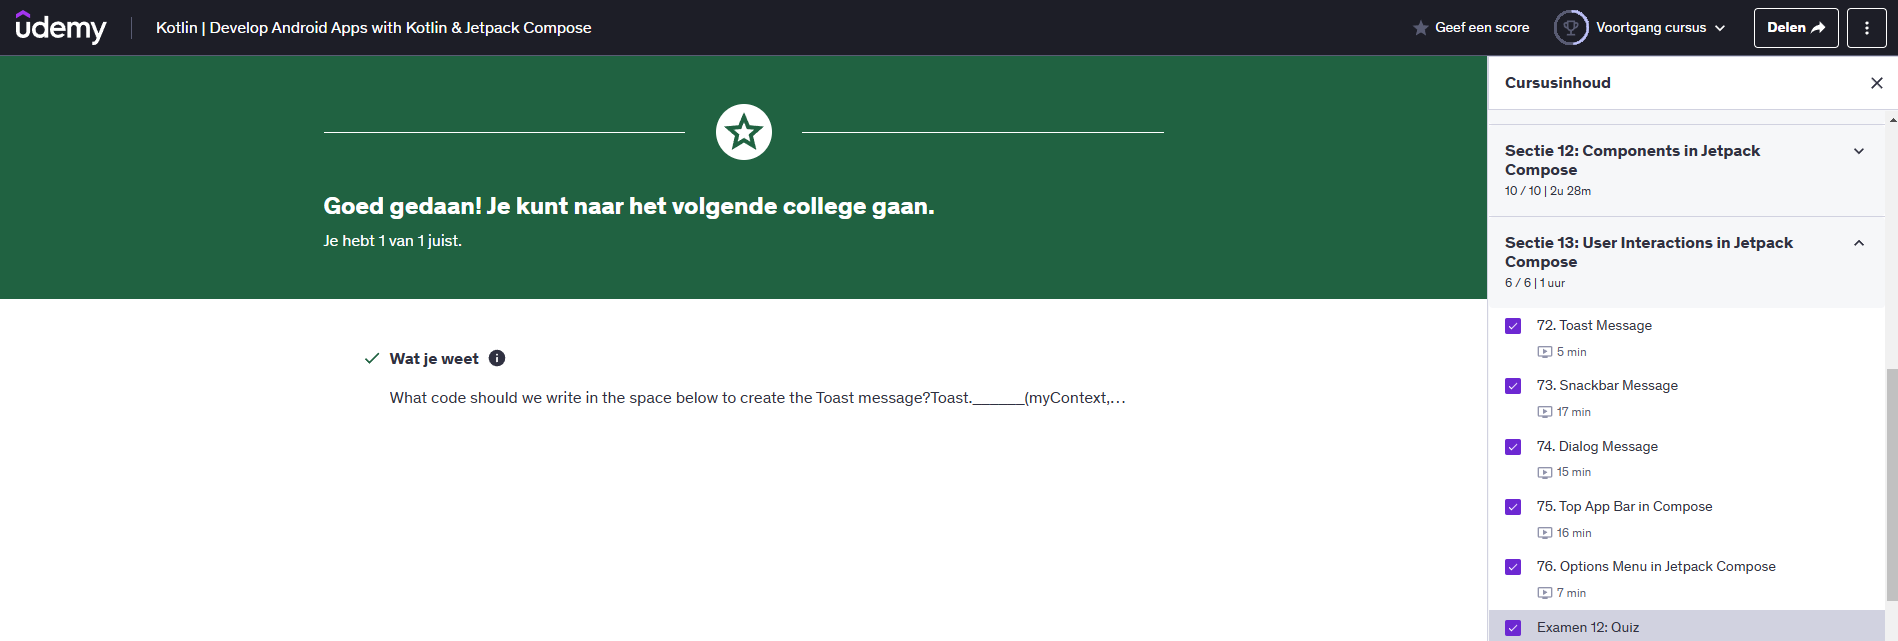 udemy
Kotlin | Develop Android Apps with Kotlin & Jetpack Compose
Geef een score
Voortgang cursus
Delen
Goed gedaan! Je kunt naar het volgende college gaan.
Je hebt 1 van 1 juist.
Wat je weet
What code should we write in the space below to create the Toast message?Toast.______(myContext,…
Cursusinhoud
Sectie 12: Components in Jetpack
Compose
10 / 10 | 2u 28m
Sectie 13: User Interactions in Jetpack
Compose
6 / 6 | 1 uur
72. Toast Message
5 min
73. Snackbar Message
17 min
74. Dialog Message
15 min
75. Top App Bar in Compose
16 min
76. Options Menu in Jetpack Compose
7 min
Examen 12: Quiz